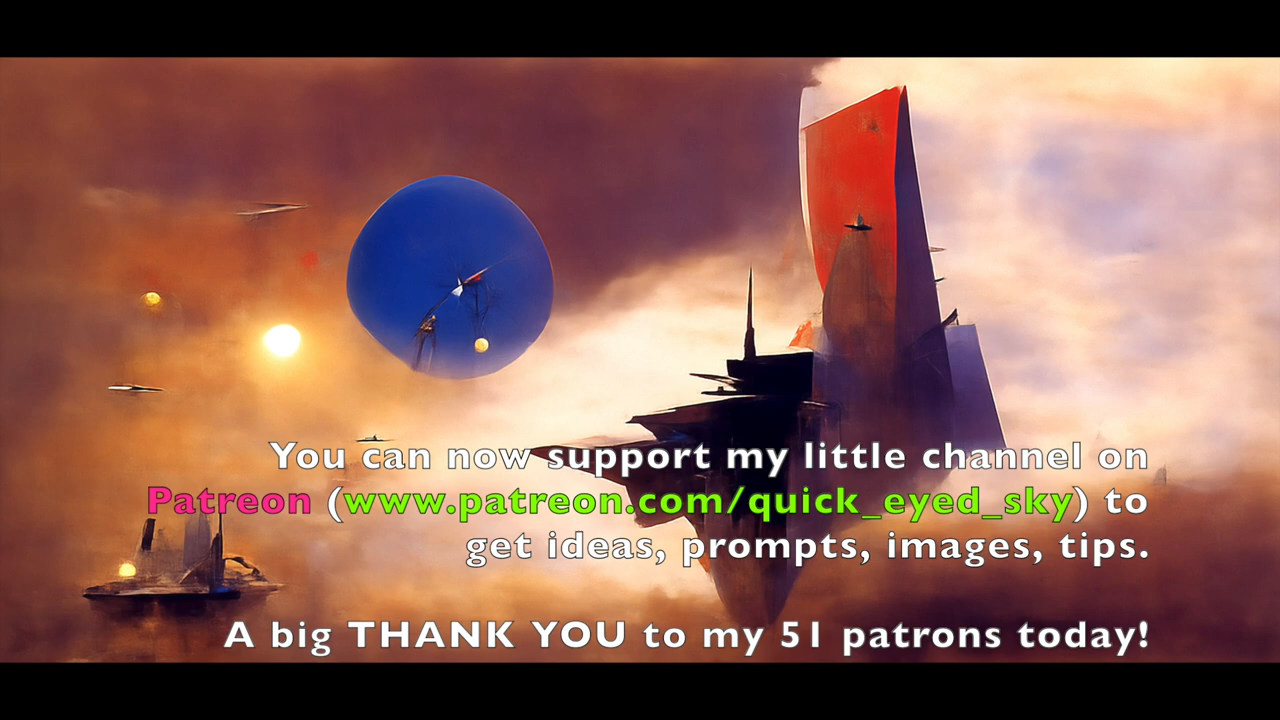 You can now support my little channel on
Patreon (www.patreon.com/quick_eyed_sky) to
get ideas, prompts, images, tips.
A big THANK YOU to my 51 patrons today!